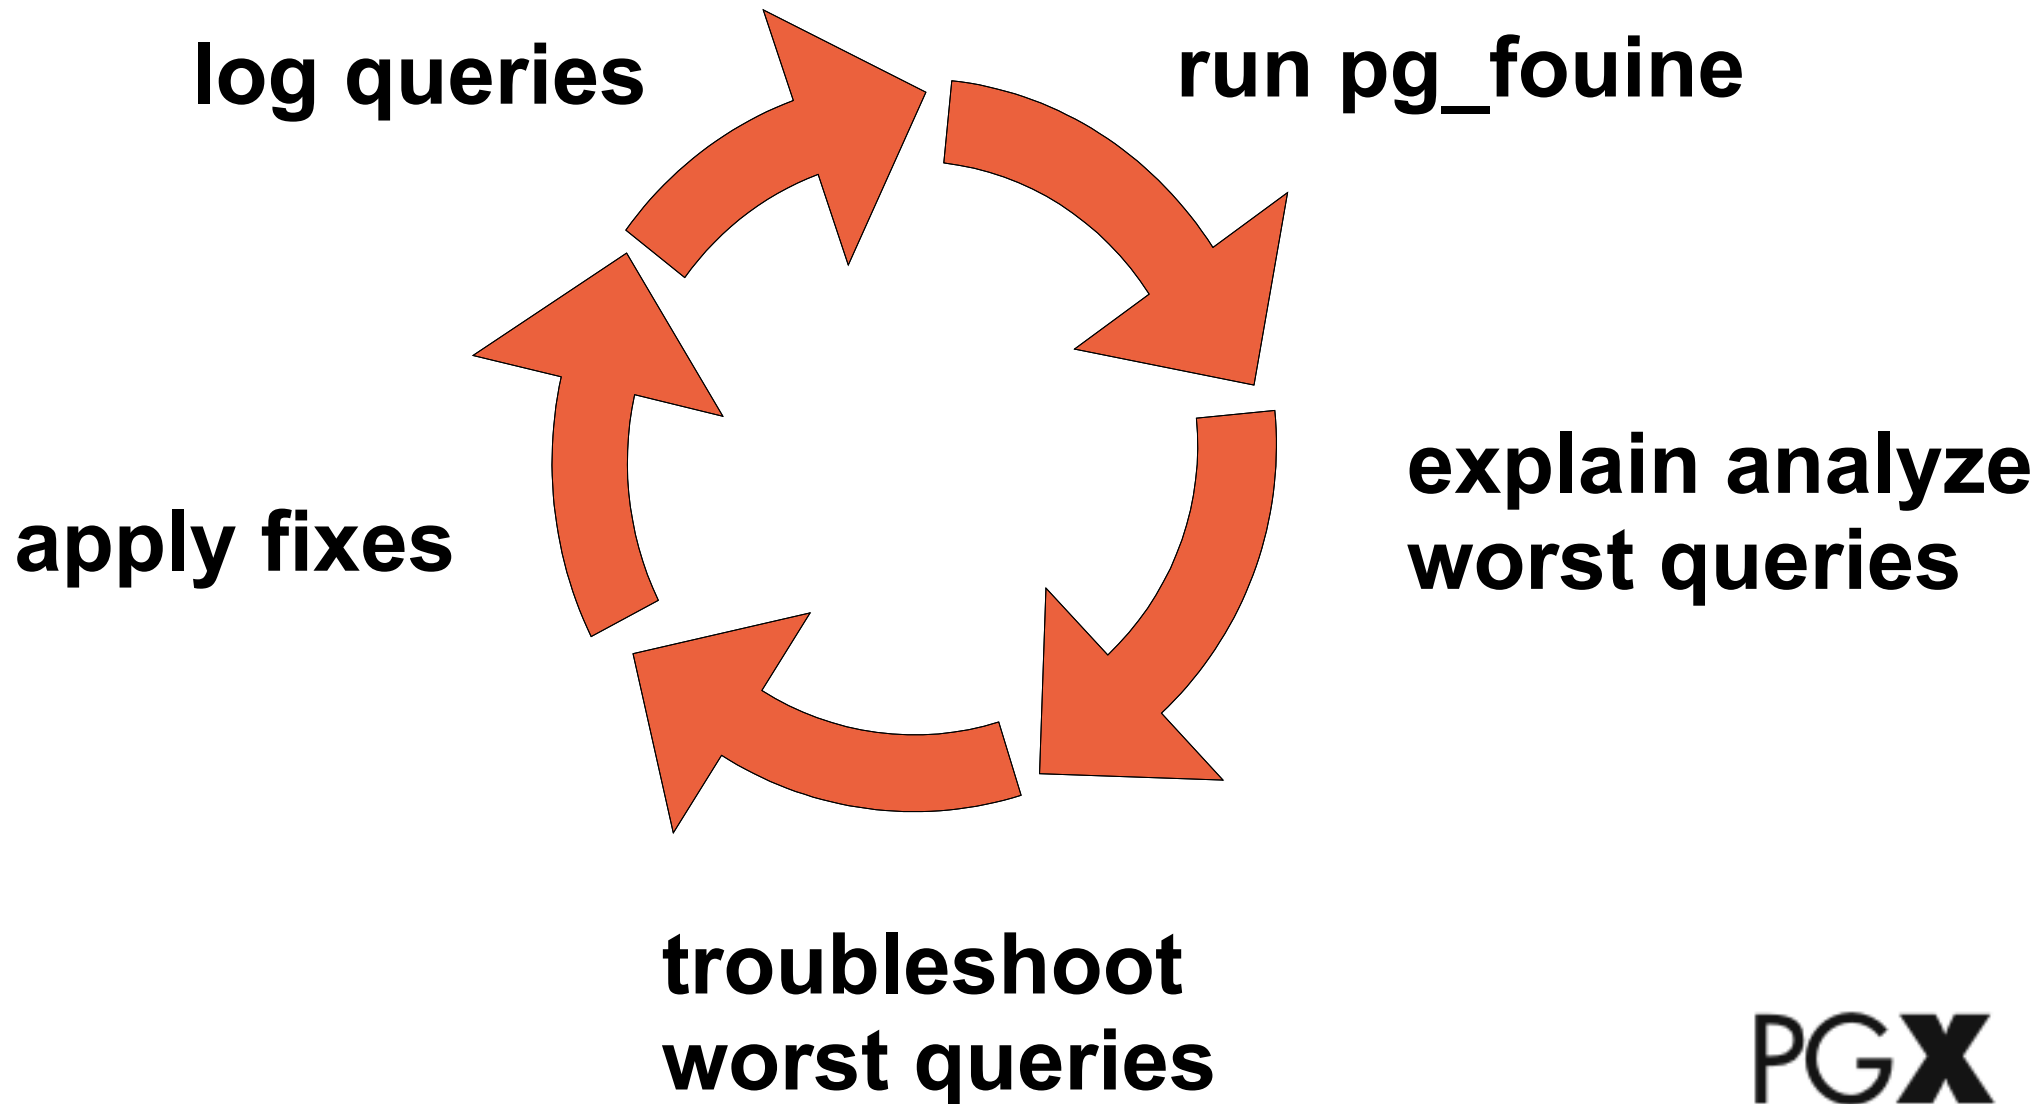 log queries
run pg_fouine
explain analyze
worst queries
troubleshoot
worst queries
apply fixes
PGX